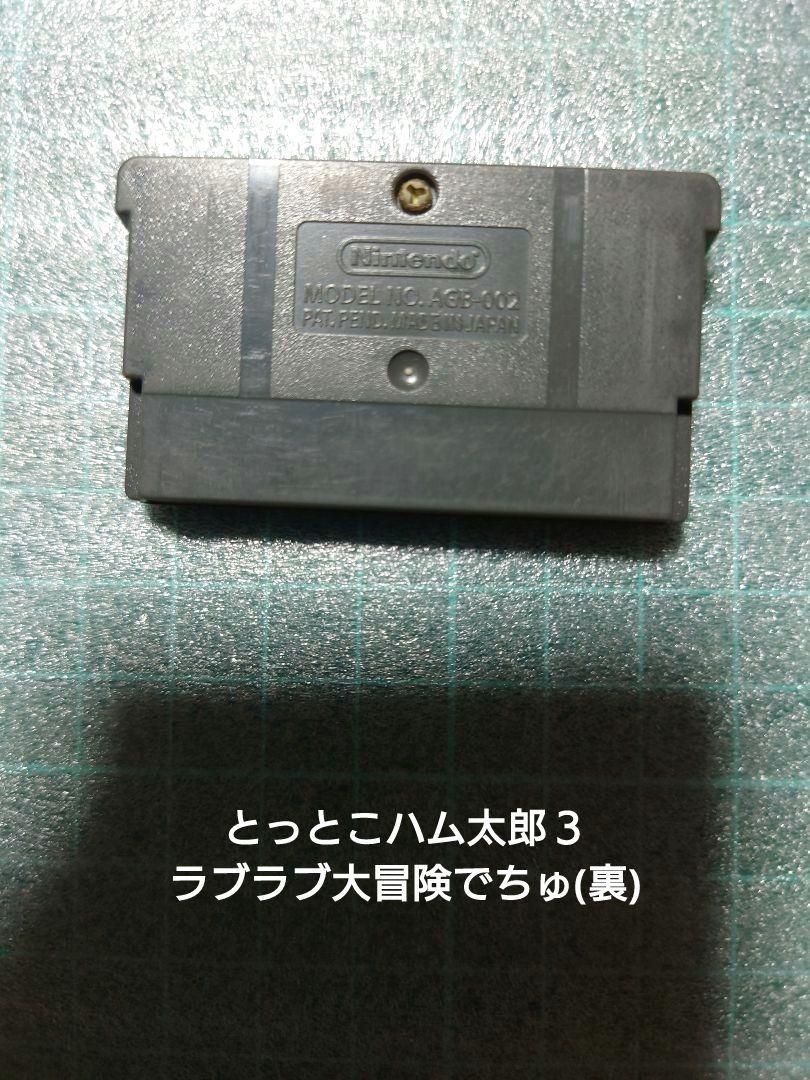 Nintendo
MODEL NO. AGB-002
PAT. PEND. MADE IN JAPAN
とっとこハム太郎３
ラブラブ大冒険でちゅ(裏)